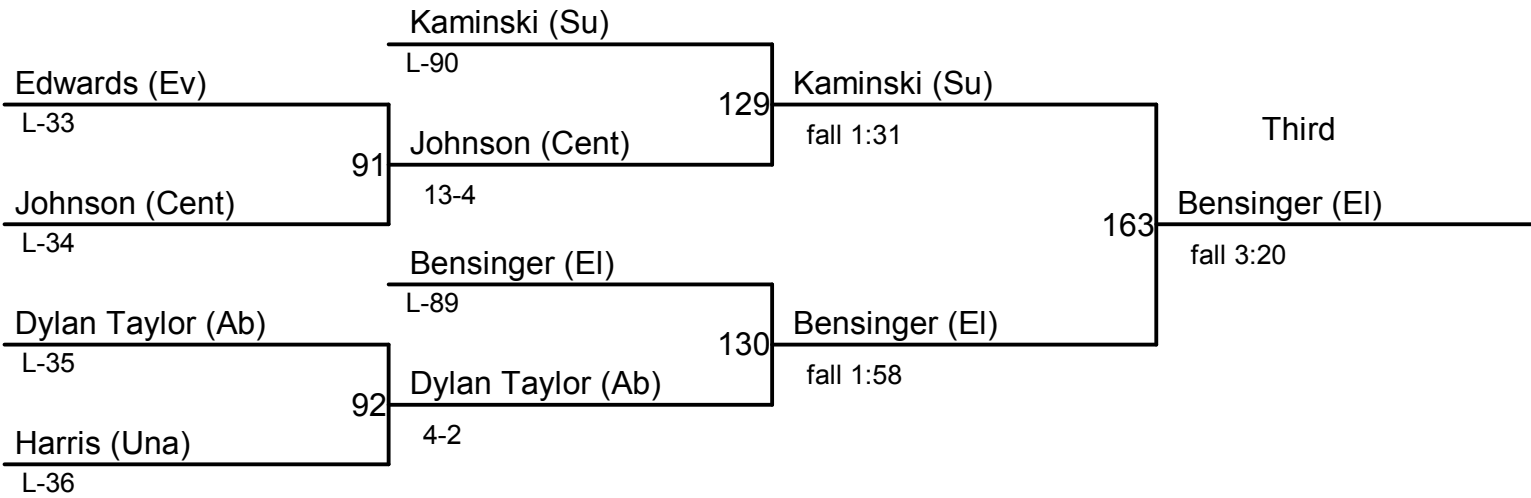 Kaminski (Su)
L-90
Edwards (Ev)
L-33
129
Kaminski (Su)
fall 1:31
Third
91
Johnson (Cent)
13-4
Johnson (Cent)
L-34
163
Bensinger (El)
fall 3:20
Bensinger (El)
L-89
Dylan Taylor (Ab)
L-35
130
Bensinger (El)
fall 1:58
92
Dylan Taylor (Ab)
4-2
Harris (Una)
L-36